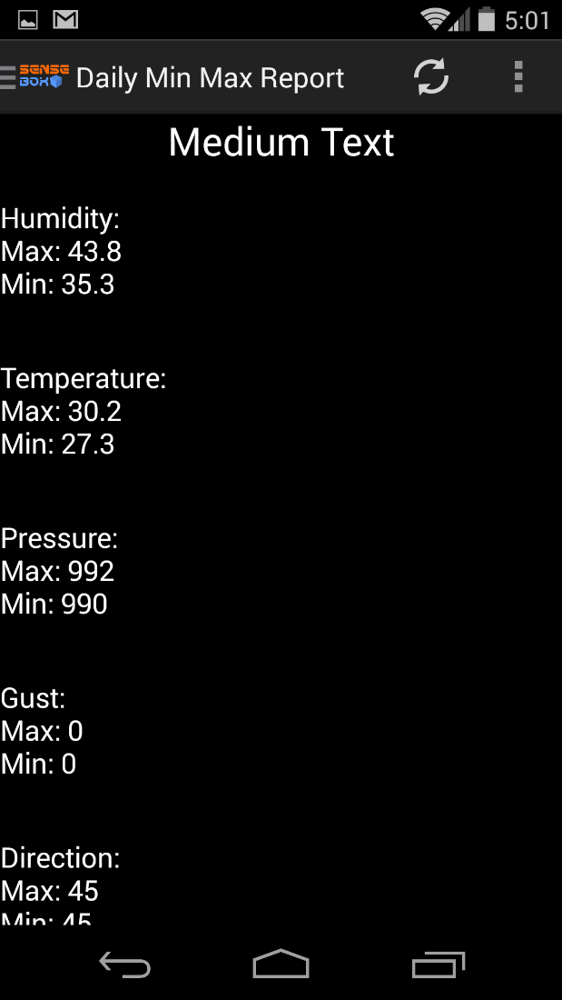 5:01
SENSE
BOX
Daily Min Max Report
Medium Text
Humidity:
Max: 43.8
Min: 35.3
Temperature:
Max: 30.2
Min: 27.3
Pressure:
Max: 992
Min: 990
Gust:
Max: 0
Min: 0
Direction:
Max: 45
Min: 45